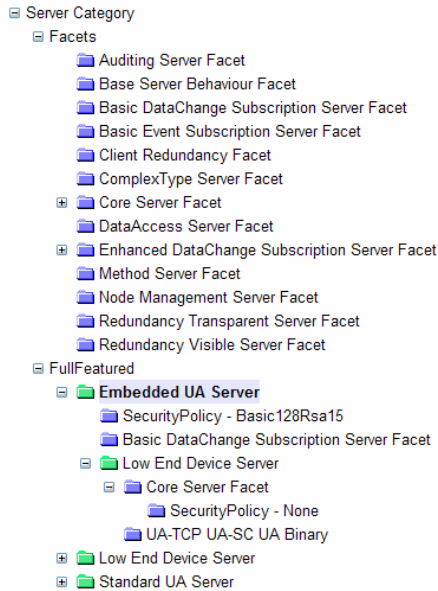 Server Category
Facets
Auditing Server Facet
Base Server Behaviour Facet
Basic DataChange Subscription Server Facet
Basic Event Subscription Server Facet
Client Redundancy Facet
ComplexType Server Facet
Core Server Facet
DataAccess Server Facet
Enhanced DataChange Subscription Server Facet
Method Server Facet
Node Management Server Facet
Redundancy Transparent Server Facet
Redundancy Visible Server Facet
FullFeatured
Embedded UA Server
SecurityPolicy - Basic128Rsa15
Basic DataChange Subscription Server Facet
Low End Device Server
Core Server Facet
SecurityPolicy - None
UA-TCP UA-SC UA Binary
Low End Device Server
Standard UA Server